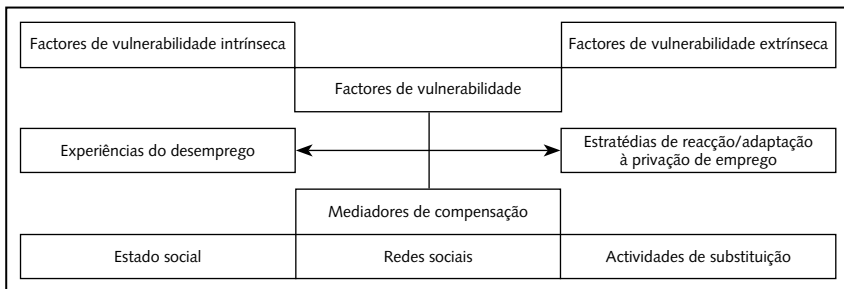 Factores de vulnerabilidade intrínseca
Factores de vulnerabilidade extrínseca
Factores de vulnerabilidade
Experiências do desemprego
Estratédias de reacção/adaptação
à privação de emprego
Mediadores de compensação
Estado social
Redes sociais
Actividades de substituição